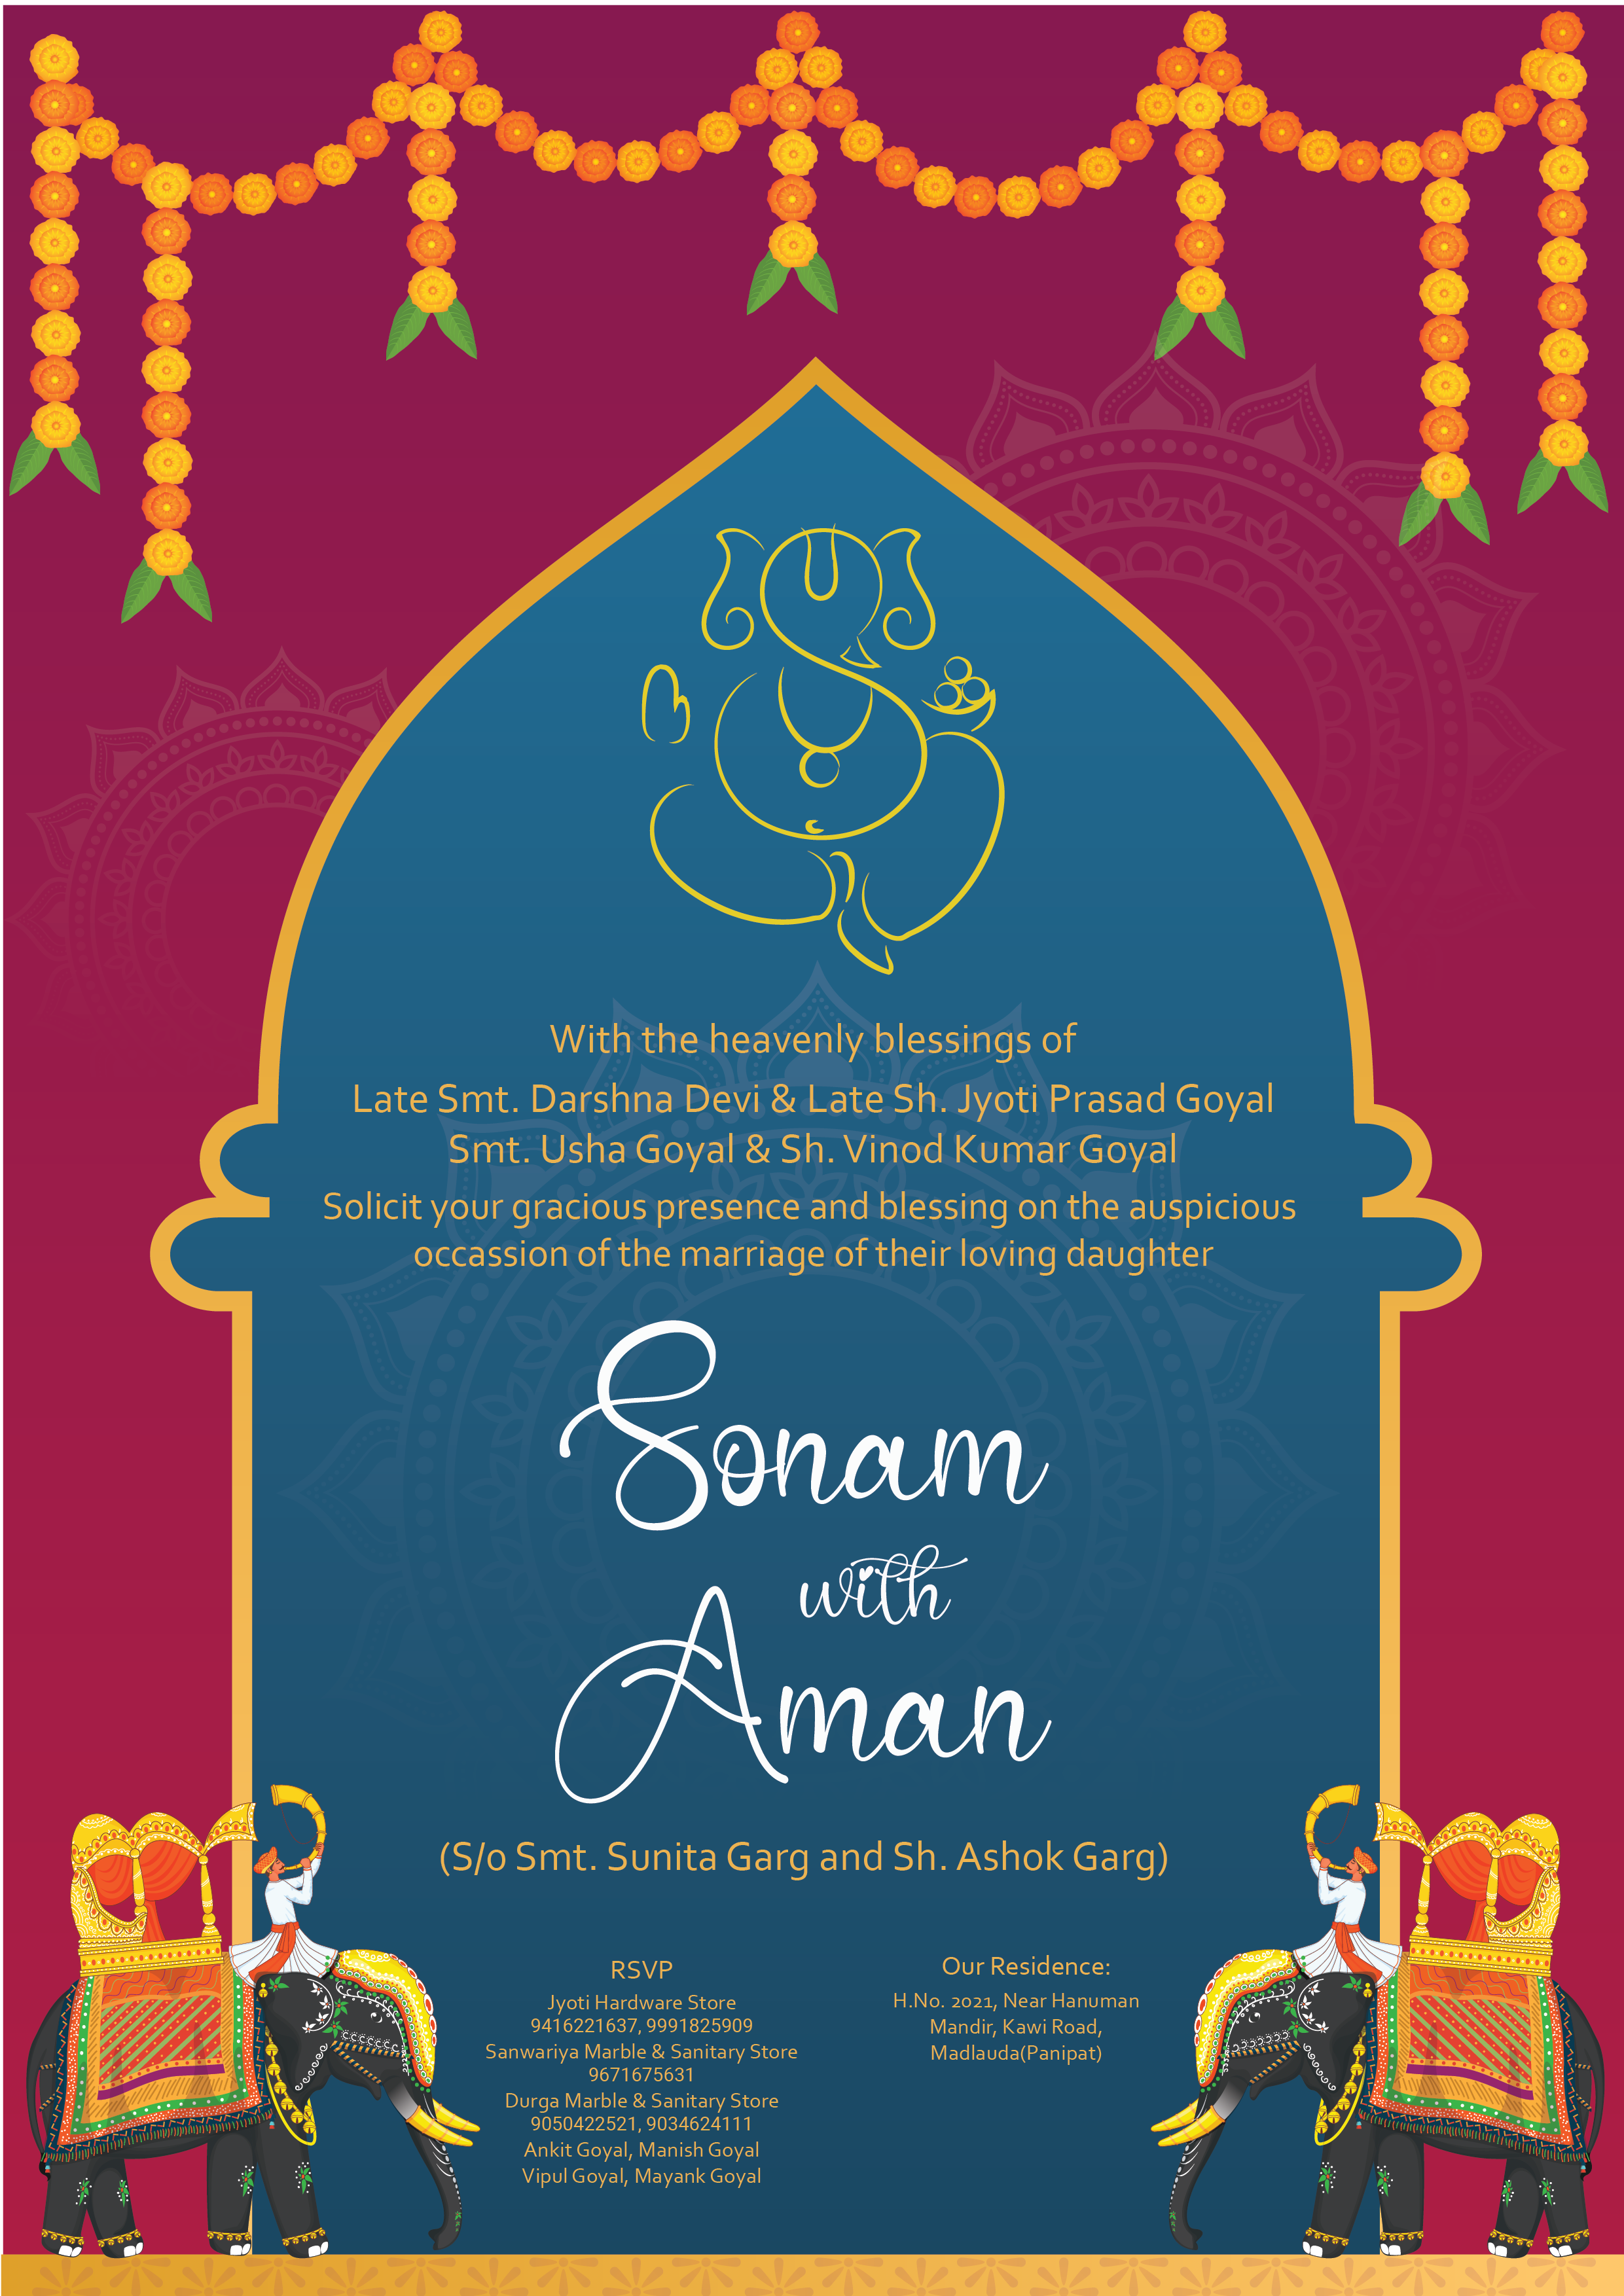 With the heavenly blessings of
Late Smt. Darshna Devi & Late Sh. Jyoti Prasad Goyal
Smt. Usha Goyal & Sh. Vinod Kumar Goyal
Solicit your gracious presence and blessing on the auspicious
occassion of the marriage of their loving daughter
Sonam
with
Aman
(S/o Smt. Sunita Garg and Sh. Ashok Garg)
RSVP
Jyoti Hardware Store
9416221637, 9991825909
Sanwariya Marble & Sanitary Store
9671675631
Durga Marble & Sanitary Store
9050422521, 9034624111
Ankit Goyal, Manish Goyal
Vipul Goyal, Mayank Goyal
Our Residence:
H.No. 2021, Near Hanuman
Mandir, Kawi Road,
Madlauda(Panipat)